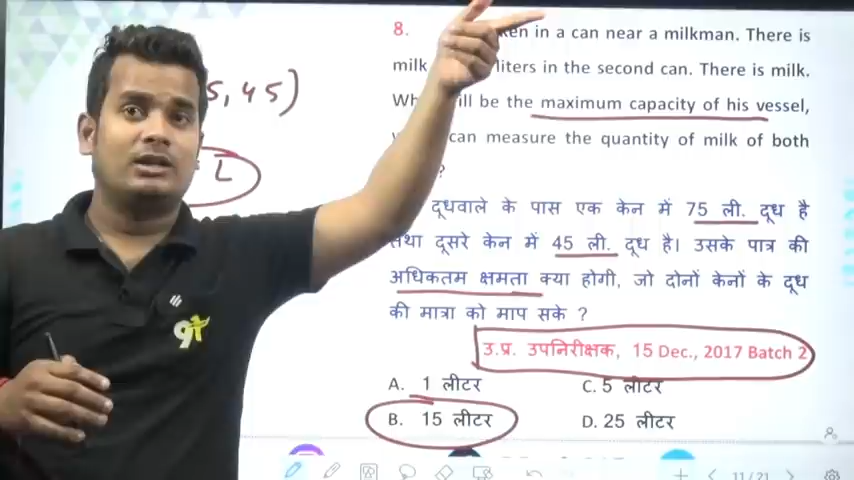 8. ken in a can near a milkman. There is
milk liters in the second can. There is milk.
Wh ill be the maximum capacity of his vessel,
can measure the quantity of milk of both
?
दूधवाले के पास एक केन में 75 ली. दूध है
तथा दूसरे केन में 45 ली. दूध है। उसके पात्र की
अधिकतम क्षमता क्या होगी, जो दोनों केनों के दूध
की मात्रा को माप सके ?
उ.प्र. उपनिरीक्षक, 15 Dec., 2017 Batch 2
A. 1 लीटर
C. 5 लीटर
B. 15 लीटर
D. 25 लीटर
5, 45)
L
11/21